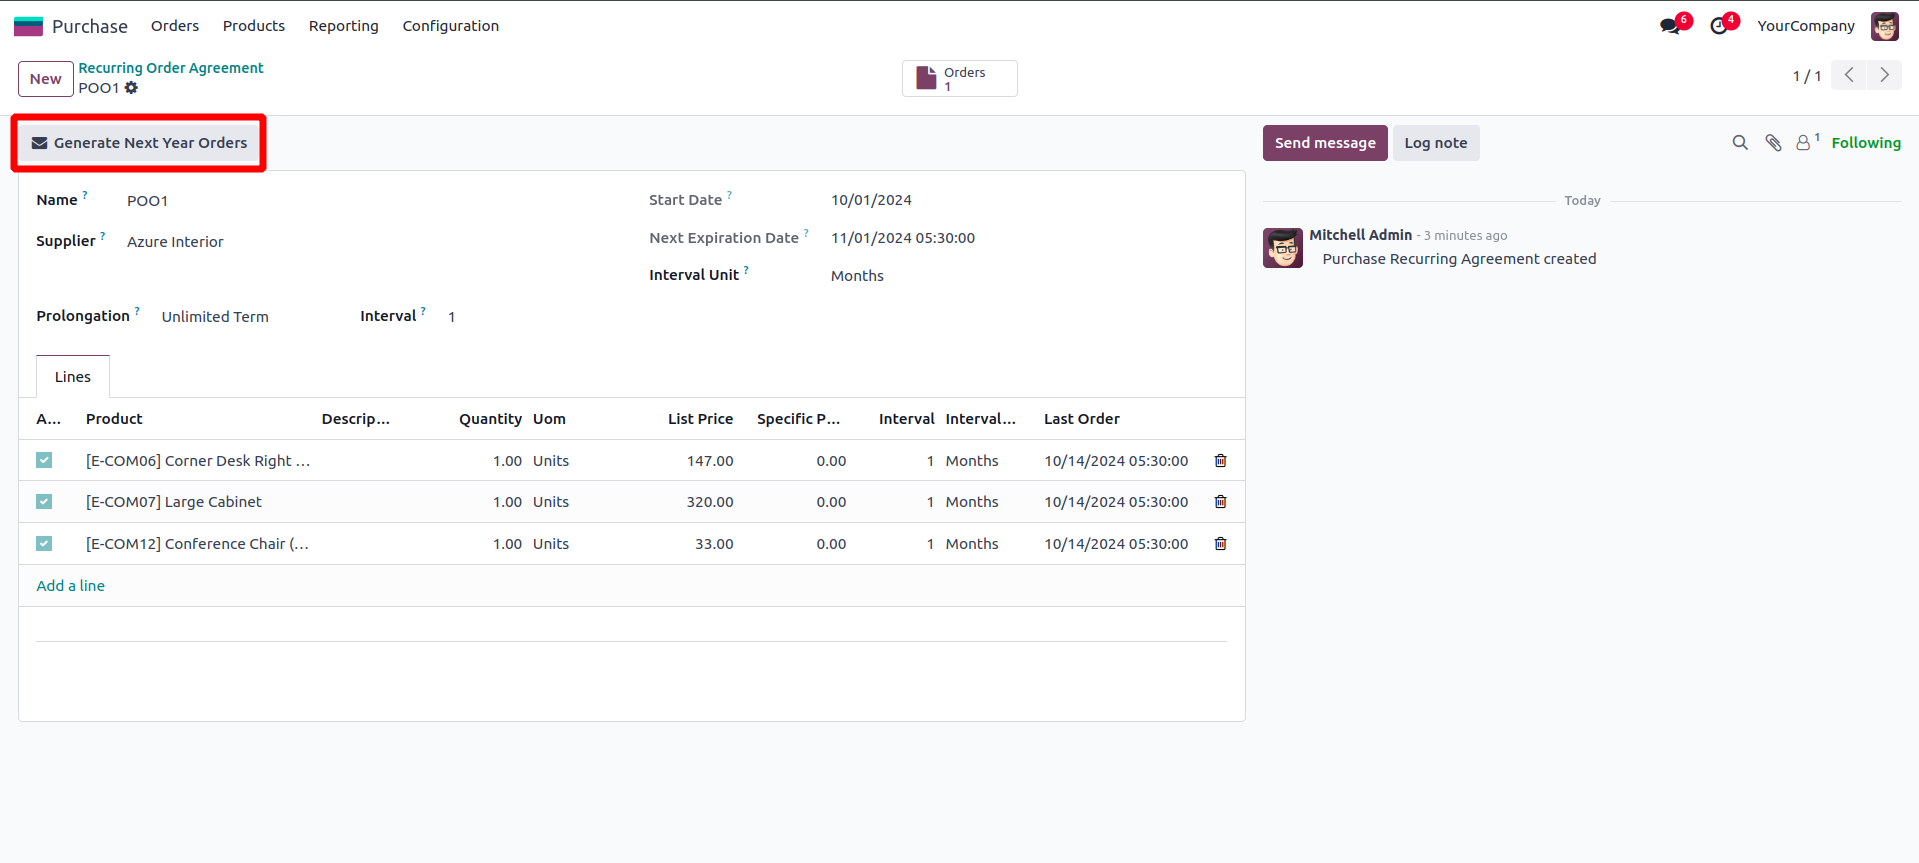 Purchase Orders Products Reporting Configuration 6 4 YourCompany
New Recurring Order Agreement
POO1
Orders
1
1 / 1
Generate Next Year Orders
Send message Log note 1 Following
Name ? POO1
Supplier ? Azure Interior
Start Date ? 10/01/2024
Next Expiration Date ? 11/01/2024 05:30:00
Interval Unit ? Months
Prolongation ? Unlimited Term Interval ? 1
Lines
A... Product Descrip... Quantity Uom List Price Specific P... Interval Interval... Last Order
[E-COM06] Corner Desk Right ... 1.00 Units 147.00 0.00 1 Months 10/14/2024 05:30:00
[E-COM07] Large Cabinet 1.00 Units 320.00 0.00 1 Months 10/14/2024 05:30:00
[E-COM12] Conference Chair (... 1.00 Units 33.00 0.00 1 Months 10/14/2024 05:30:00
Add a line
Today
Mitchell Admin - 3 minutes ago
Purchase Recurring Agreement created